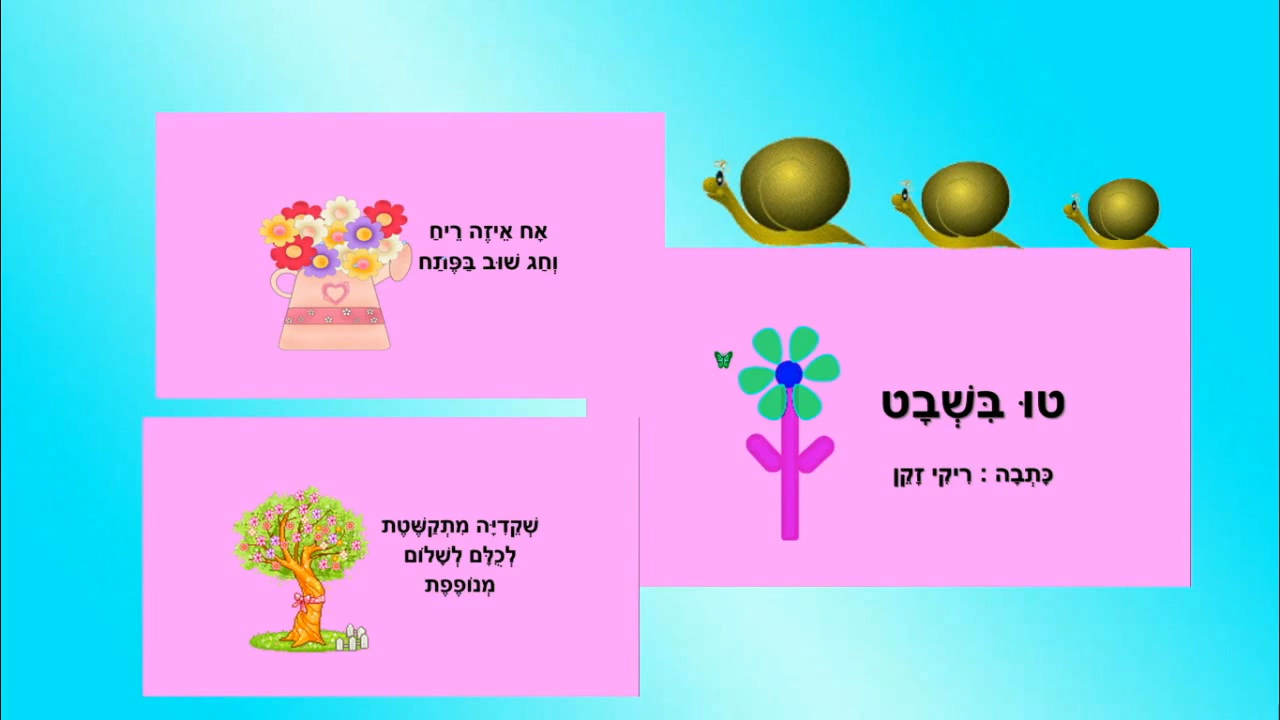 טוּ בִּשְׁבָט
כָּתְבָה : רִיקִי זָקֵן
אָח אֵיזֶה רֵיחַ
וְחַג שׁוּב בַּפֶּתַח
שְׁקֵדִיָּה מִתְקַשֶּׁטֶת
לְכֻלָּם לְשָׁלוֹם
מְנוֹפֶפֶת